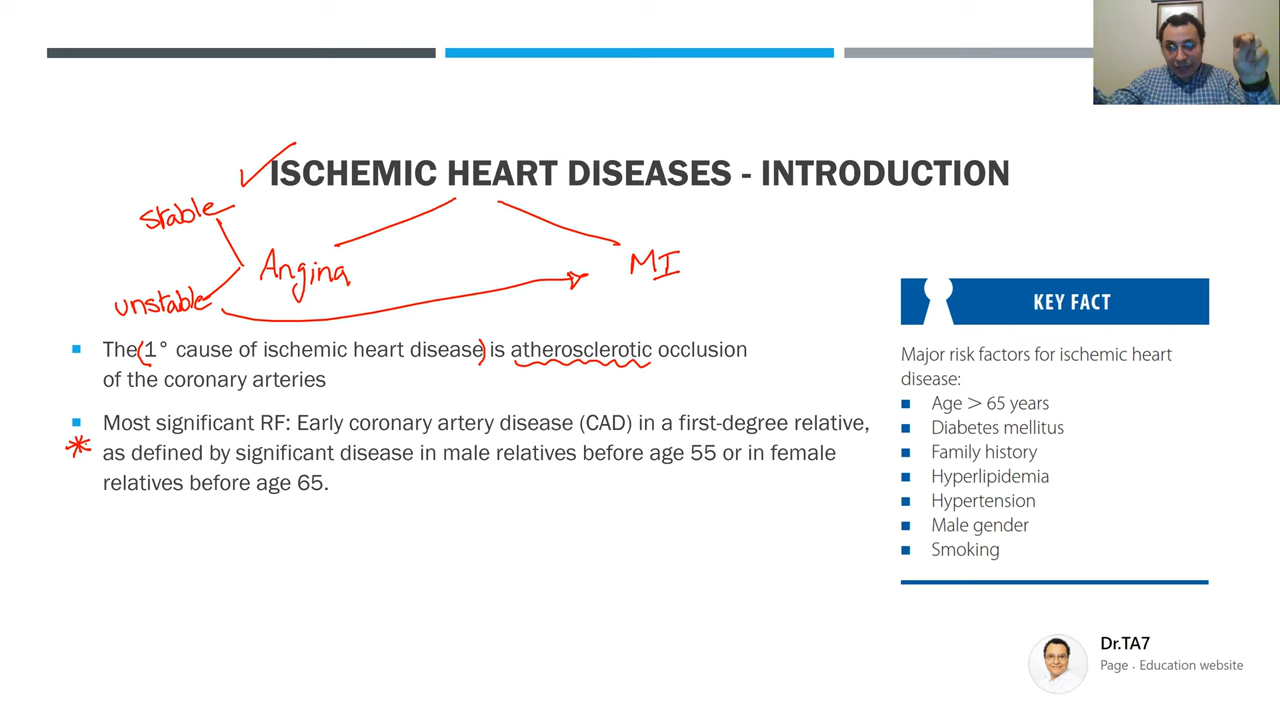 ISCHEMIC HEART DISEASES - INTRODUCTION
stable
Angina
MI
unstable
The (1° cause of ischemic heart disease) is atherosclerotic occlusion
of the coronary arteries
Most significant RF: Early coronary artery disease (CAD) in a first-degree relative,
* as defined by significant disease in male relatives before age 55 or in female
relatives before age 65.
KEY FACT
Major risk factors for ischemic heart
disease:
Age > 65 years
Diabetes mellitus
Family history
Hyperlipidemia
Hypertension
Male gender
Smoking
Dr.TA7
Page · Education website